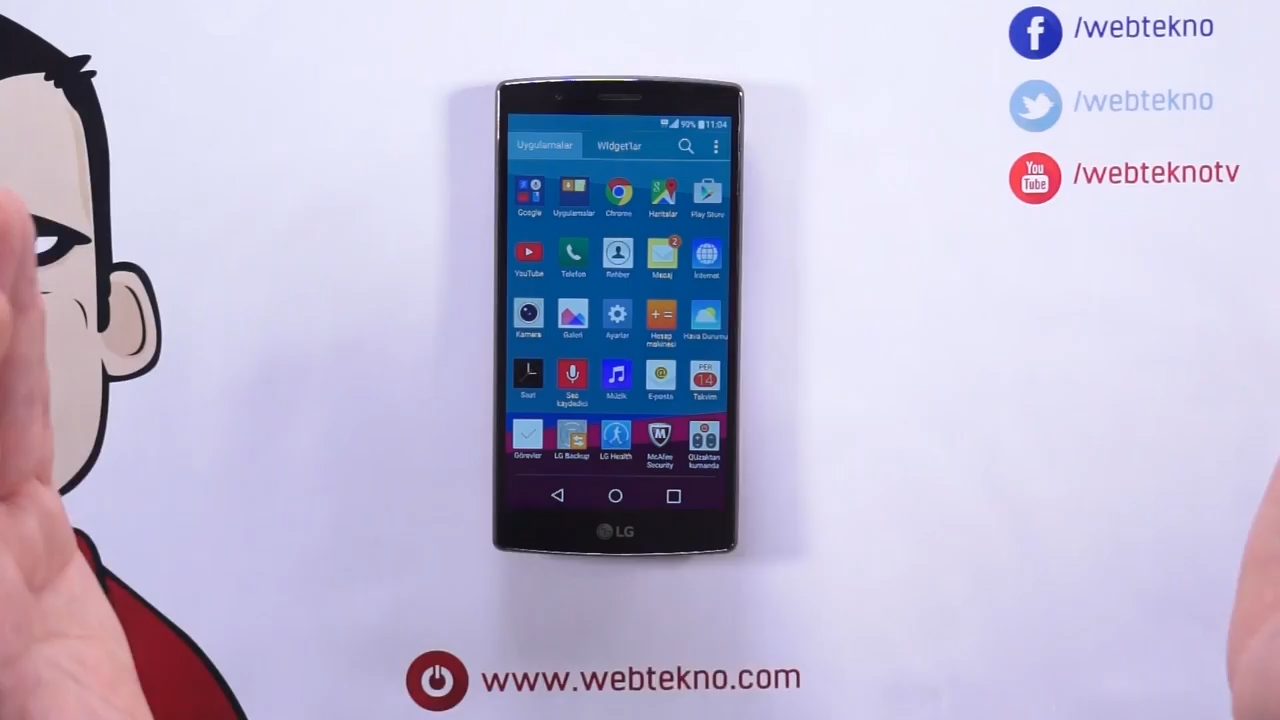 /webtekno
/webtekno
You
Tube
/webteknotv
90% 11:04
Uygulamalar Widget'lar
Google Uygulamalar Chrome Haritalar Play Store
2
YouTube Telefon Rehber Mesaj İnternet
Kamera Galeri Ayarlar Hesap makinesi Hava Durumu
PER
14
Saat Ses kaydedici Müzik E-posta Takvim
Görevler LG Backup LG Health McAfee Security QUzaktan kumanda
LG
www.webtekno.com